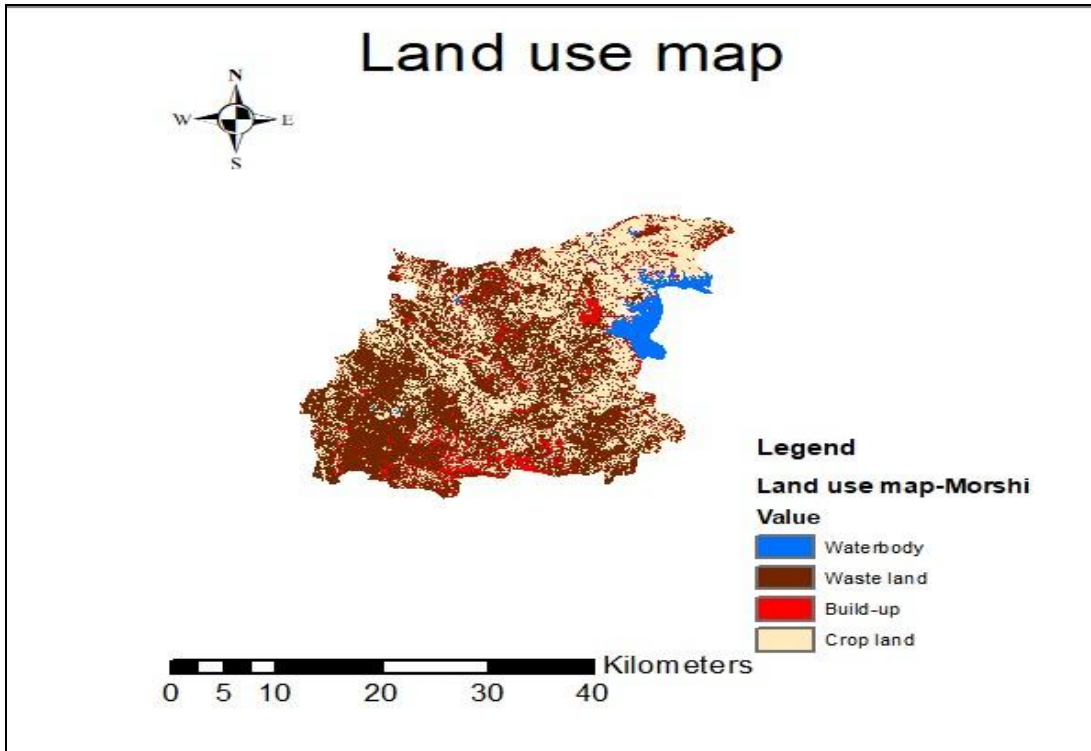 Land use map
N
W E
S
Legend
Land use map-Morshi
Value
Waterbody
Waste land
Build-up
Crop land
Kilometers
0 5 10 20 30 40